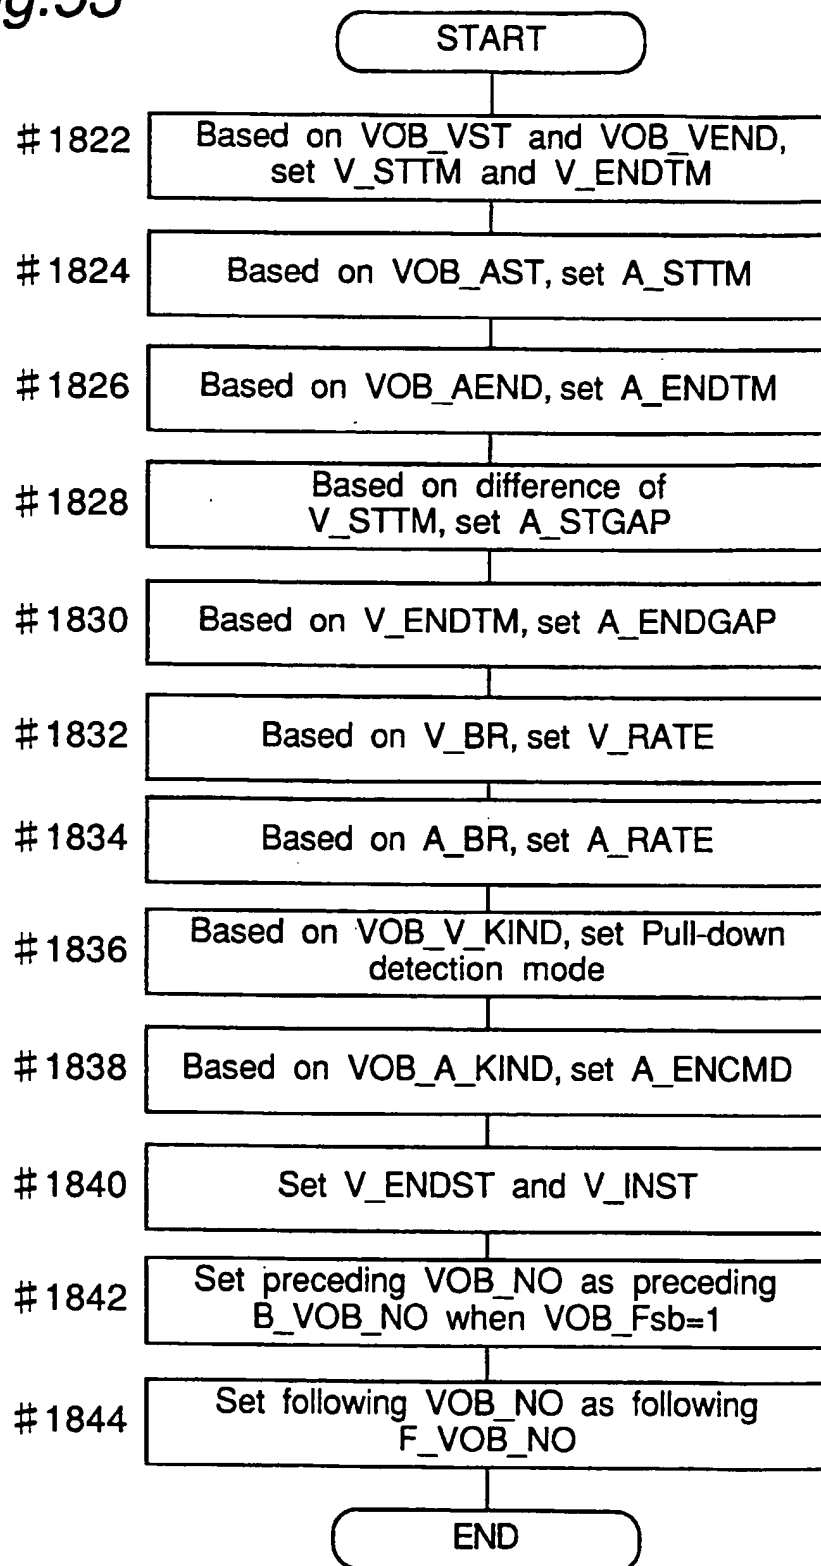 g.53
START
#1822
Based on VOB_VST and VOB_VEND,
set V_STTM and V_ENDTM
#1824
Based on VOB_AST, set A_STTM
#1826
Based on VOB_AEND, set A_ENDTM
#1828
Based on difference of
V_STTM, set A_STGAP
#1830
Based on V_ENDTM, set A_ENDGAP
#1832
Based on V_BR, set V_RATE
#1834
Based on A_BR, set A_RATE
#1836
Based on VOB_V_KIND, set Pull-down
detection mode
#1838
Based on VOB_A_KIND, set A_ENCMD
#1840
Set V_ENDST and V_INST
#1842
Set preceding VOB_NO as preceding
B_VOB_NO when VOB_Fsb=1
#1844
Set following VOB_NO as following
F_VOB_NO
END